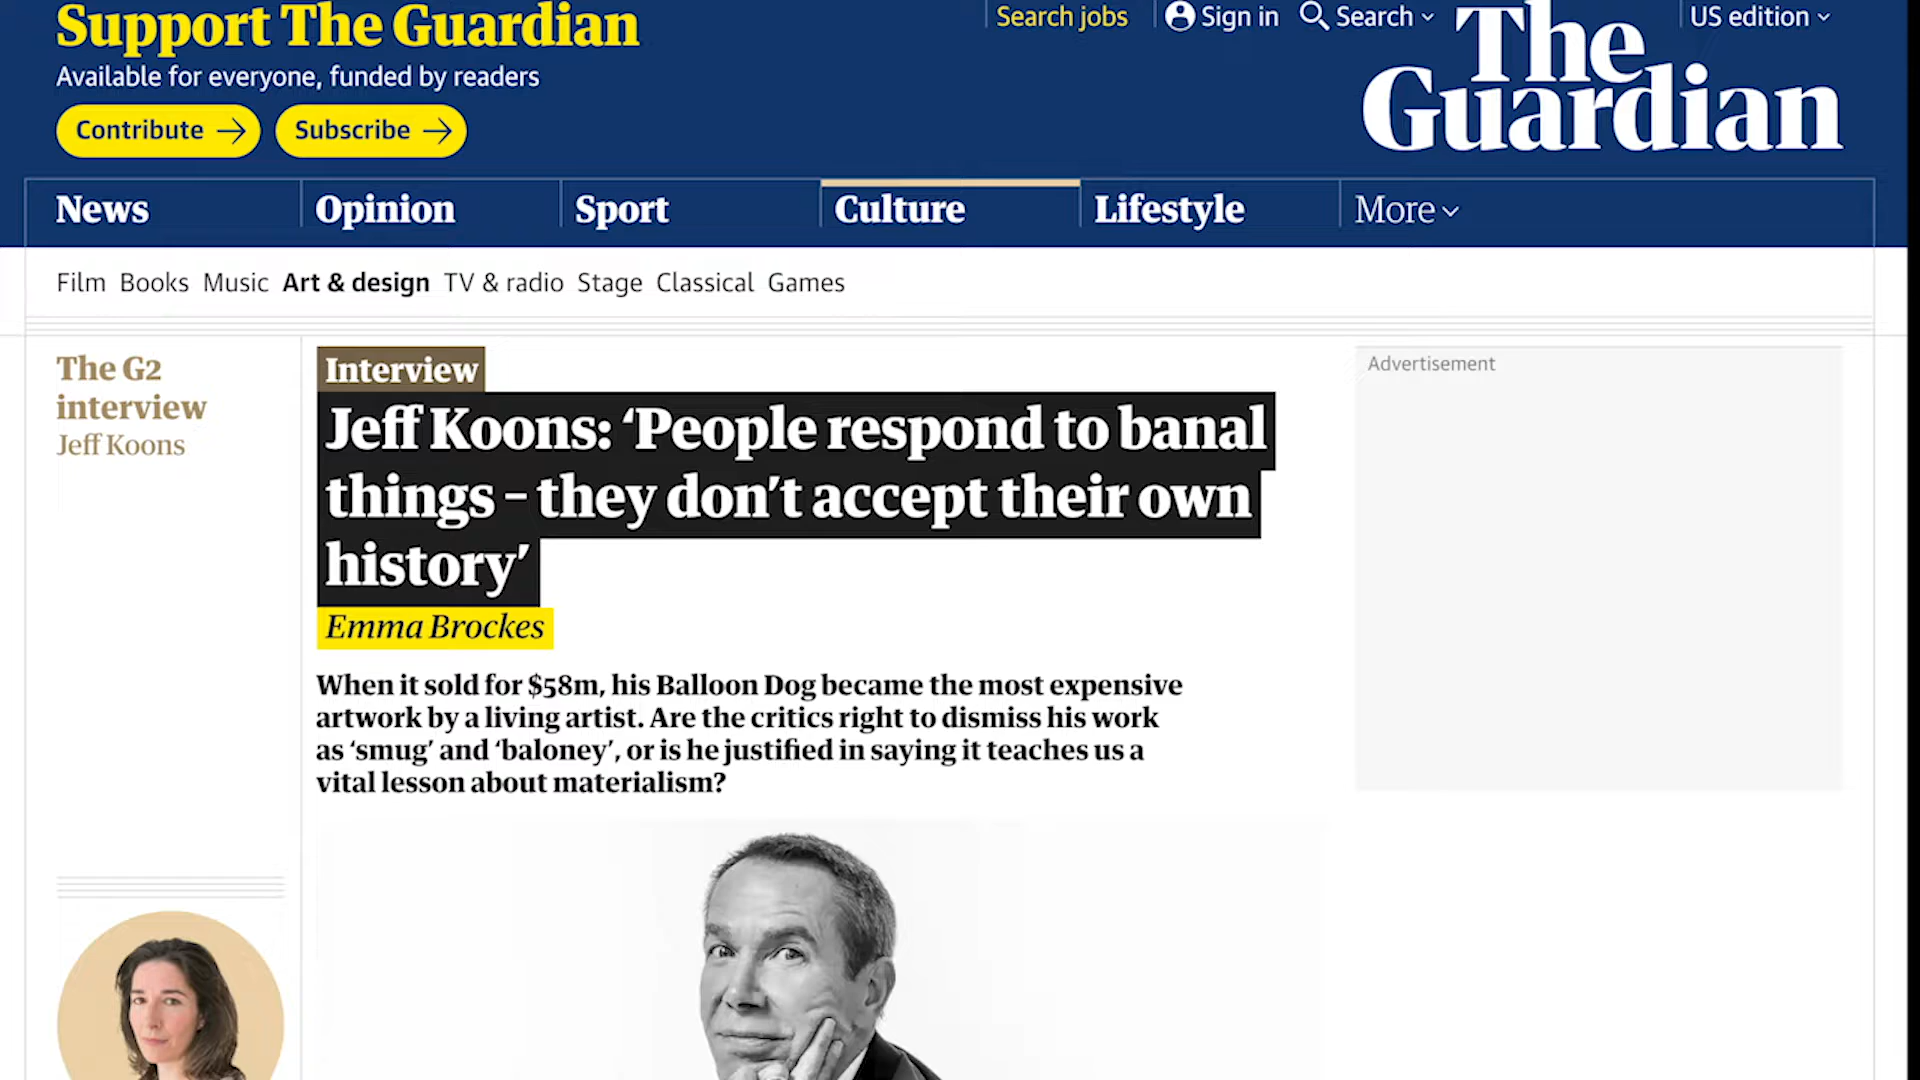 Support The Guardian
Available for everyone, funded by readers
Contribute
Subscribe
Search jobs
Sign in
Search
US edition
The
Guardian
News
Opinion
Sport
Culture
Lifestyle
More
Film Books Music Art & design TV & radio Stage Classical Games
The G2
interview
Jeff Koons
Interview
Jeff Koons: ‘People respond to banal
things – they don’t accept their own
history’
Emma Brockes
When it sold for $58m, his Balloon Dog became the most expensive
artwork by a living artist. Are the critics right to dismiss his work
as ‘smug’ and ‘baloney’, or is he justified in saying it teaches us a
vital lesson about materialism?
Advertisement